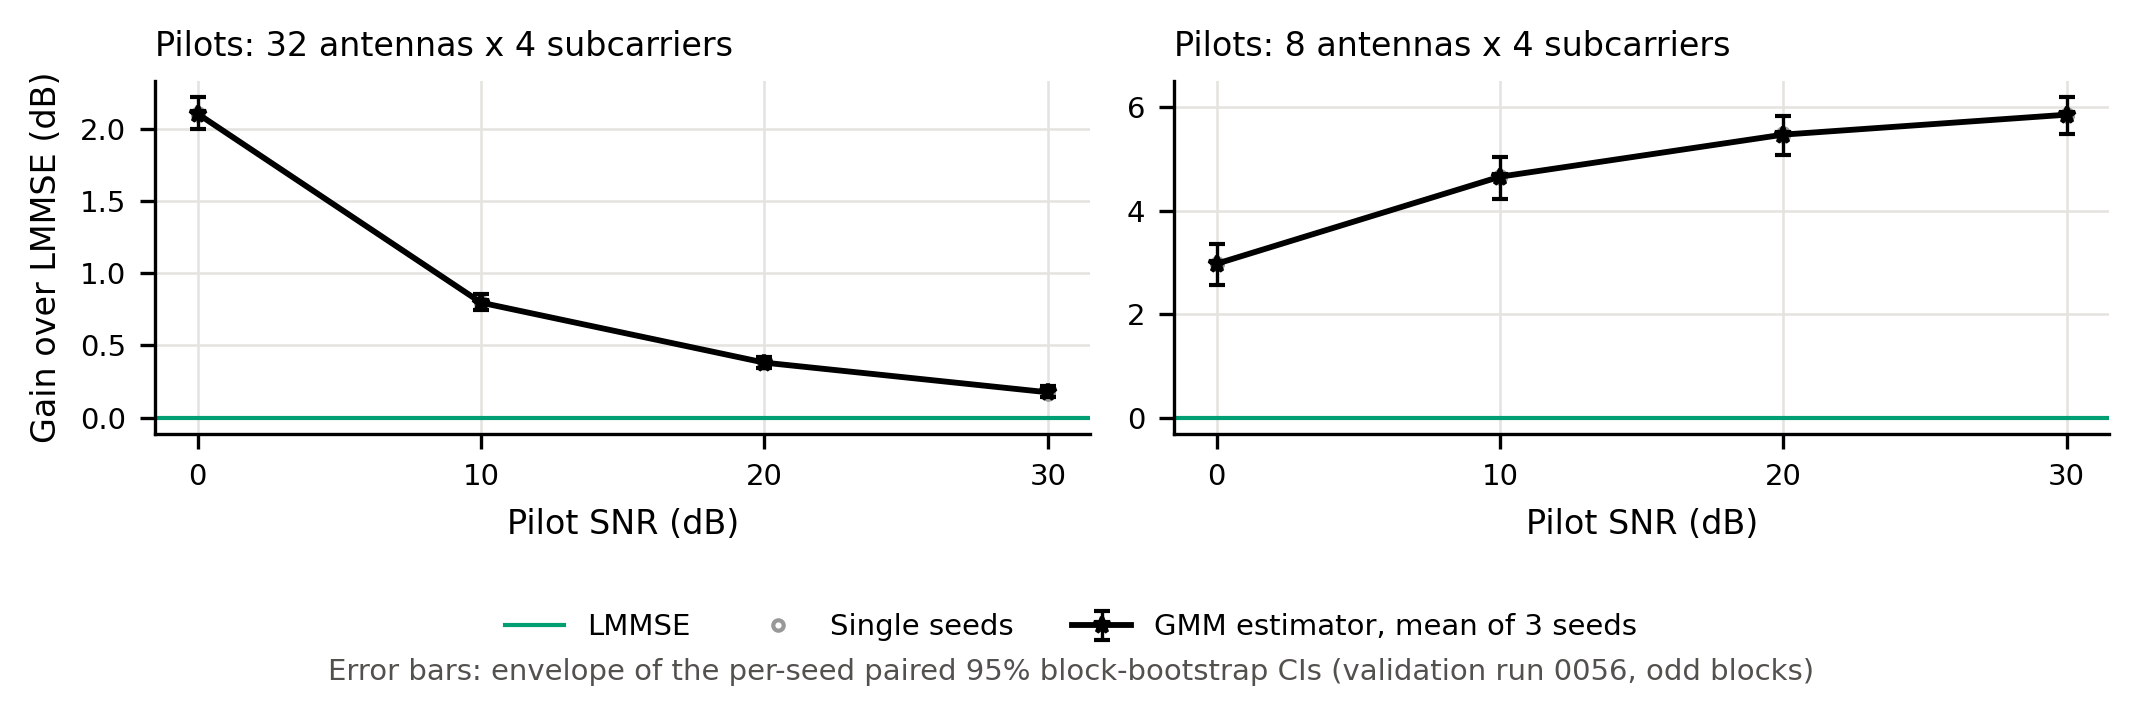 Pilots: 32 antennas x 4 subcarriers
Gain over LMMSE (dB)
2.0
1.5
1.0
0.5
0.0
0 10 20 30
Pilot SNR (dB)
Pilots: 8 antennas x 4 subcarriers
6
4
2
0
0 10 20 30
Pilot SNR (dB)
LMMSE Single seeds GMM estimator, mean of 3 seeds
Error bars: envelope of the per-seed paired 95% block-bootstrap CIs (validation run 0056, odd blocks)